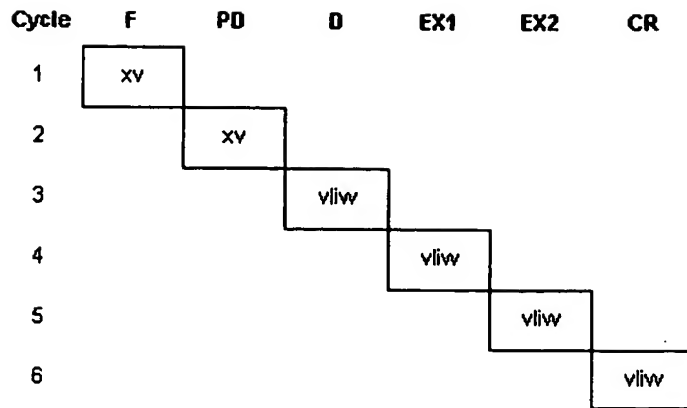 Cycle F PD D EX1 EX2 CR
1 xv
2 xv
3 vliw
4 vliw
5 vliw
6 vliw